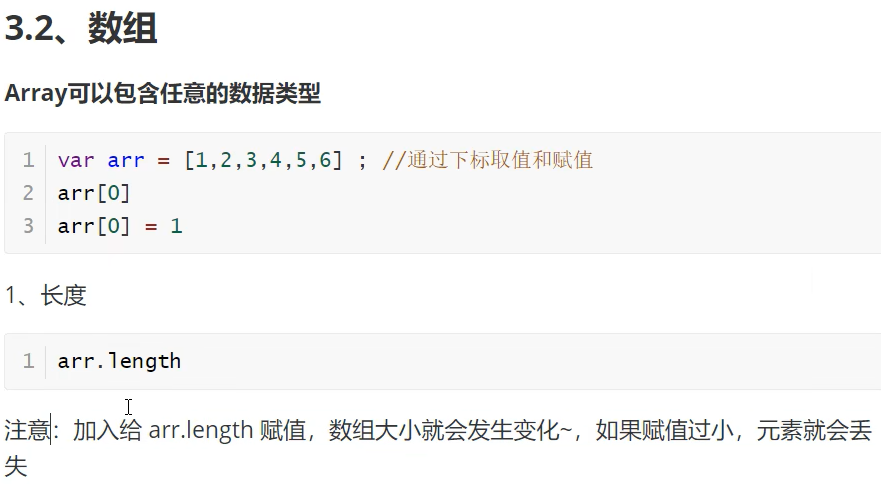 3.2、数组
Array可以包含任意的数据类型
1 var arr = [1,2,3,4,5,6] ; //通过下标取值和赋值
2 arr[0]
3 arr[0] = 1
1、长度
1 arr.length
注意：加入给 arr.length 赋值，数组大小就会发生变化~，如果赋值过小，元素就会丢
失